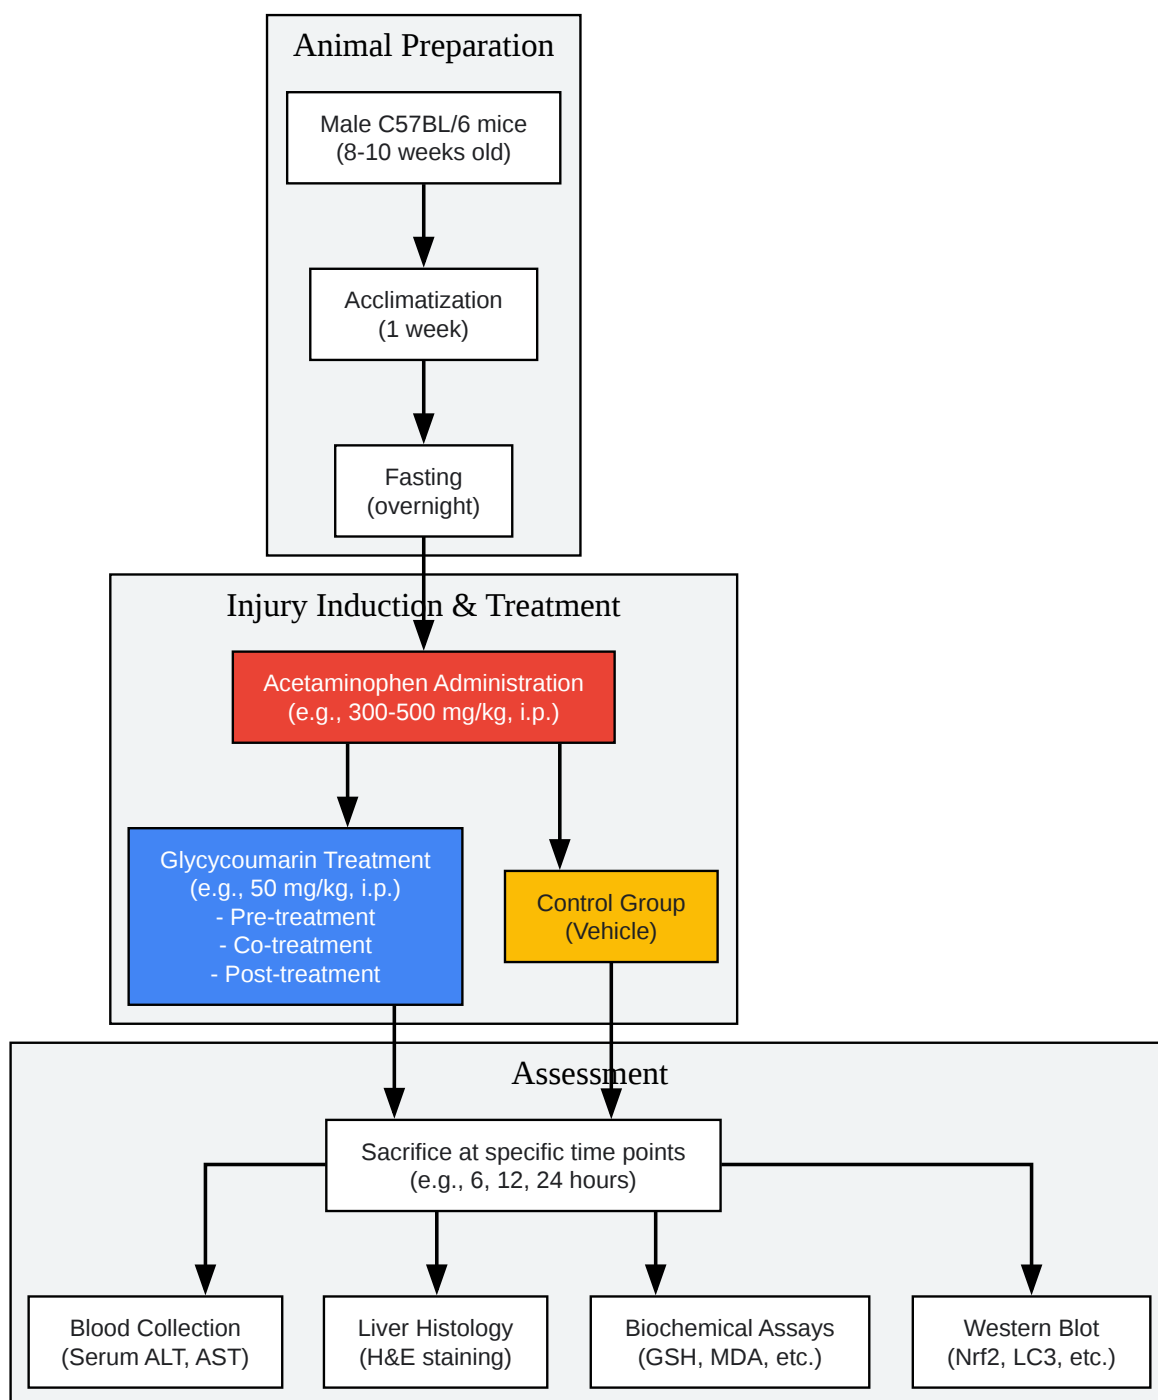 Animal Preparation
Male C57BL/6 mice
(8-10 weeks old)
Acclimatization
(1 week)
Fasting
(overnight)
Injury Induction & Treatment
Acetaminophen Administration
(e.g., 300-500 mg/kg, i.p.)
Glycycoumarin Treatment
(e.g., 50 mg/kg, i.p.)
- Pre-treatment
- Co-treatment
- Post-treatment
Control Group
(Vehicle)
Assessment
Sacrifice at specific time points
(e.g., 6, 12, 24 hours)
Blood Collection
(Serum ALT, AST)
Liver Histology
(H&E staining)
Biochemical Assays
(GSH, MDA, etc.)
Western Blot
(Nrf2, LC3, etc.)